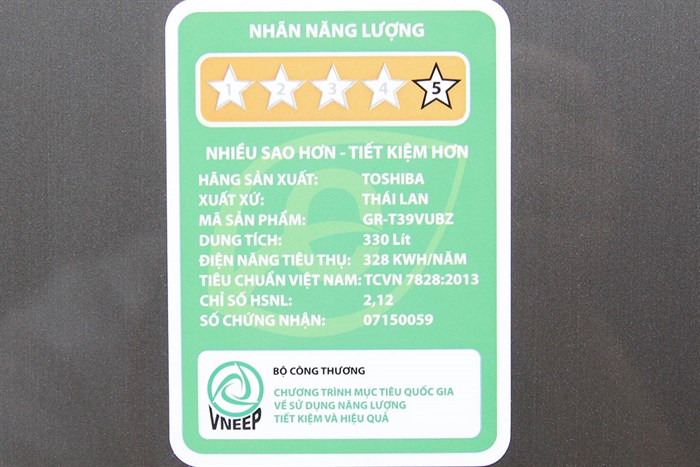 NHÃN NĂNG LƯỢNG
1 2 3 4 5
NHIỀU SAO HƠN - TIẾT KIỆM HƠN
HÃNG SẢN XUẤT: TOSHIBA
XUẤT XỨ: THÁI LAN
MÃ SẢN PHẨM: GR-T39VUBZ
DUNG TÍCH: 330 Lít
ĐIỆN NĂNG TIÊU THỤ: 328 KWH/NĂM
TIÊU CHUẨN VIỆT NAM: TCVN 7828:2013
CHỈ SỐ HSNL: 2,12
SỐ CHỨNG NHẬN: 07150059
BỘ CÔNG THƯƠNG
CHƯƠNG TRÌNH MỤC TIÊU QUỐC GIA
VỀ SỬ DỤNG NĂNG LƯỢNG
TIẾT KIỆM VÀ HIỆU QUẢ
VNEEP